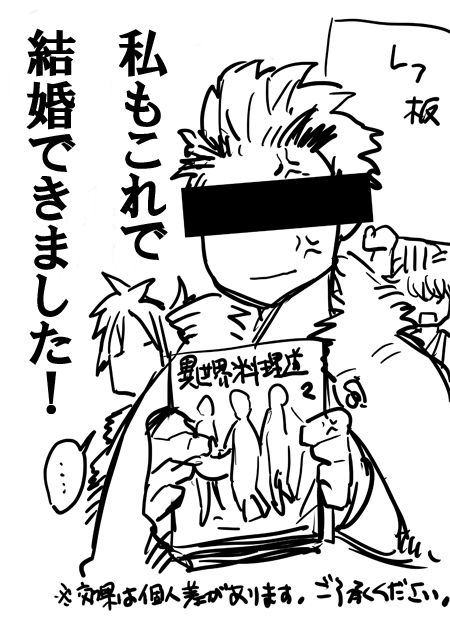 私もこれで
結婚できました!
レフ
板
異世界料理道
2
…
※効果は個人差があります。ご了承ください。